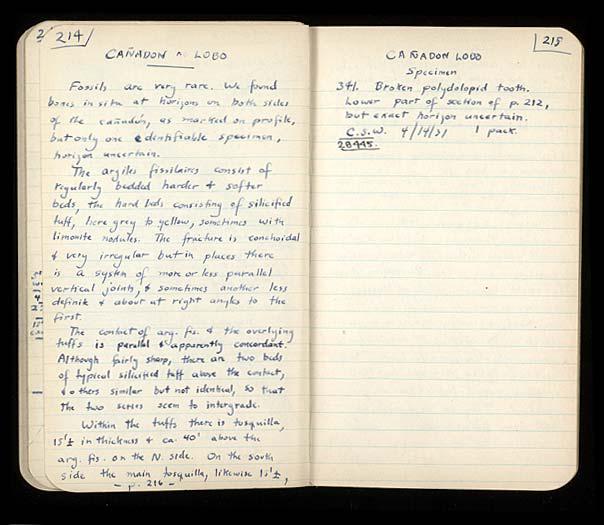 214
CAÑADON LOBO
Fossils are very rare. We found
bones in situ at horizons on both sides
of the cañadón, as marked on profile,
but only one identifiable specimen,
horizon uncertain.
The argiles fissilaires consist of
regularly bedded harder & softer
beds, the hard beds consisting of silicified
tuff, here grey to yellow, sometimes with
limonite nodules. The fracture is conchoidal
& very irregular but in places there
is a system of more or less parallel
vertical joints, & sometimes another less
definite & about at right angles to the
first.
The contact of arg. fis. & the overlying
tuffs is parallel & apparently concordant.
Although fairly sharp, there are two beds
of typical silicified tuff above the contact,
& others similar but not identical, so that
the two series seem to intergrade.
Within the tuffs there is tosquilla,
15'± in thickness & ca. 40' above the
arg. fis. on the N. side. On the south
side the main tosquilla, likewise 15'±,
- p. 216 -
215
CAÑADON LOBO
Specimen
341. Broken polydolopid tooth.
Lower part of section of p. 212,
but exact horizon uncertain.
C.S.W. 4/14/31 1 pack.
28445.